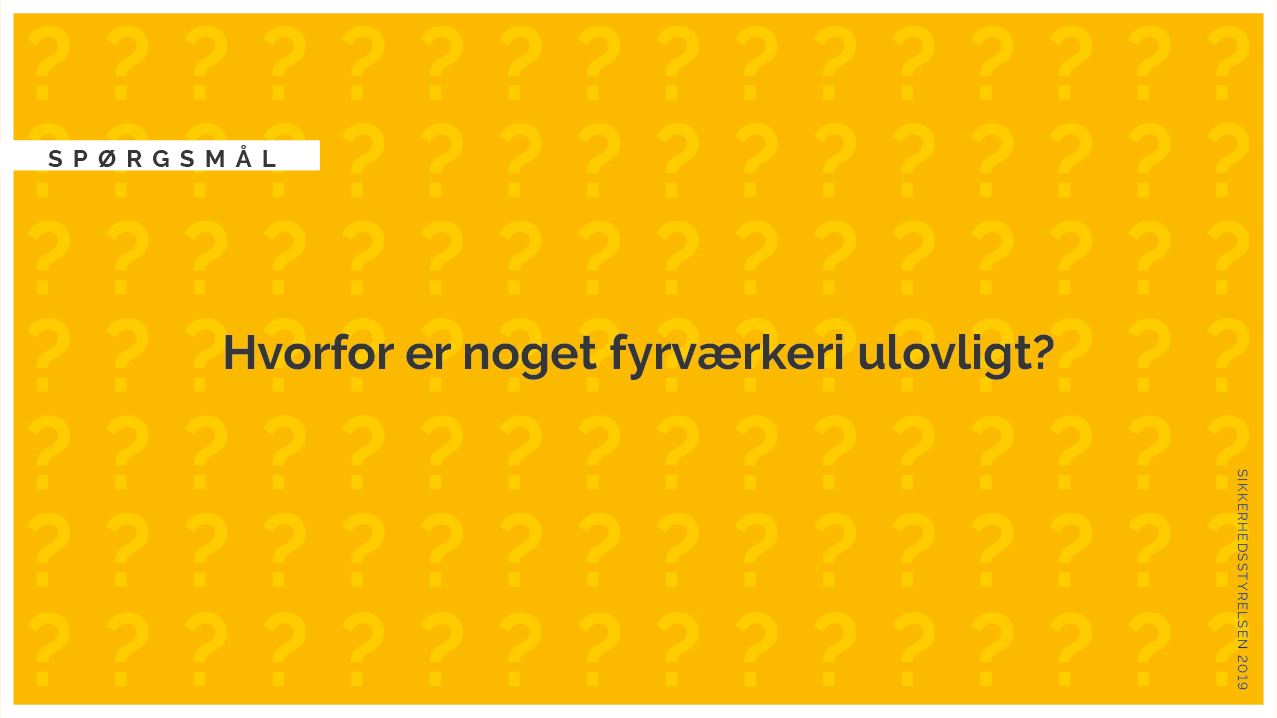 SPØRGSMÅL
Hvorfor er noget fyrværkeri ulovligt?
SIKKERHEDSSTYRELSEN 2019